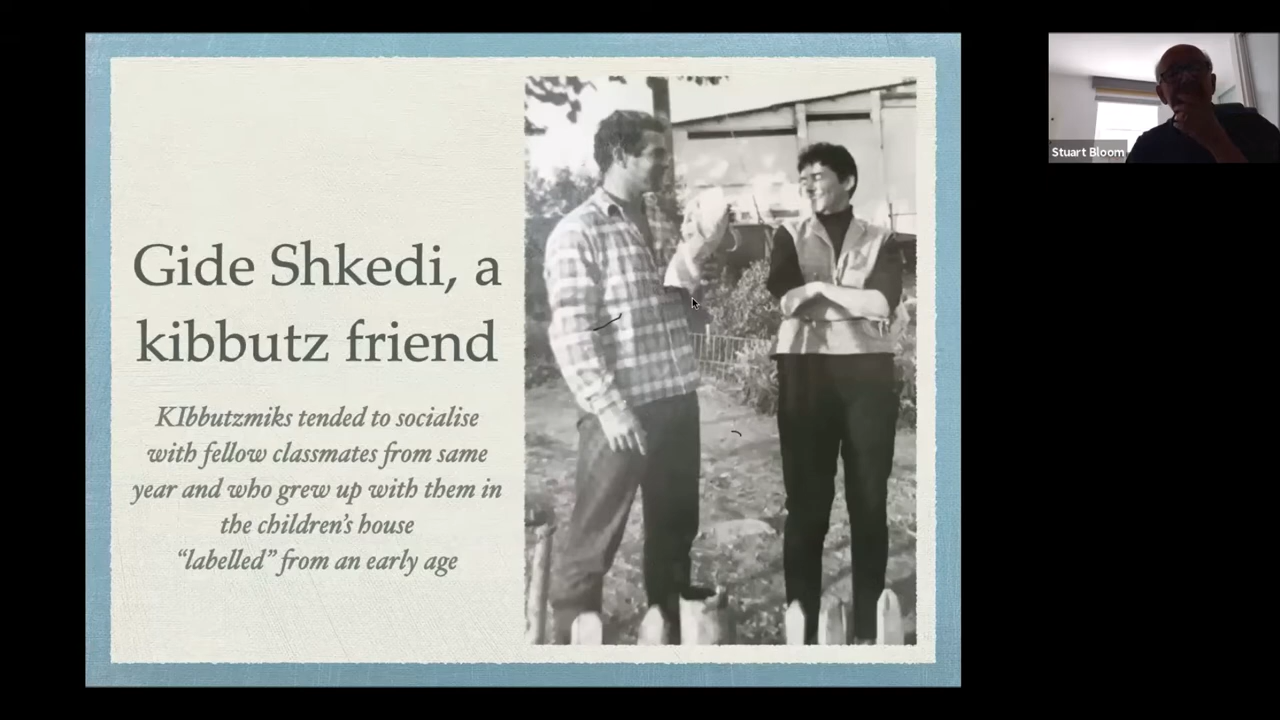 Gide Shkedi, a
kibbutz friend
KIbbutzmiks tended to socialise
with fellow classmates from same
year and who grew up with them in
the children's house
"labelled" from an early age
Stuart Bloom